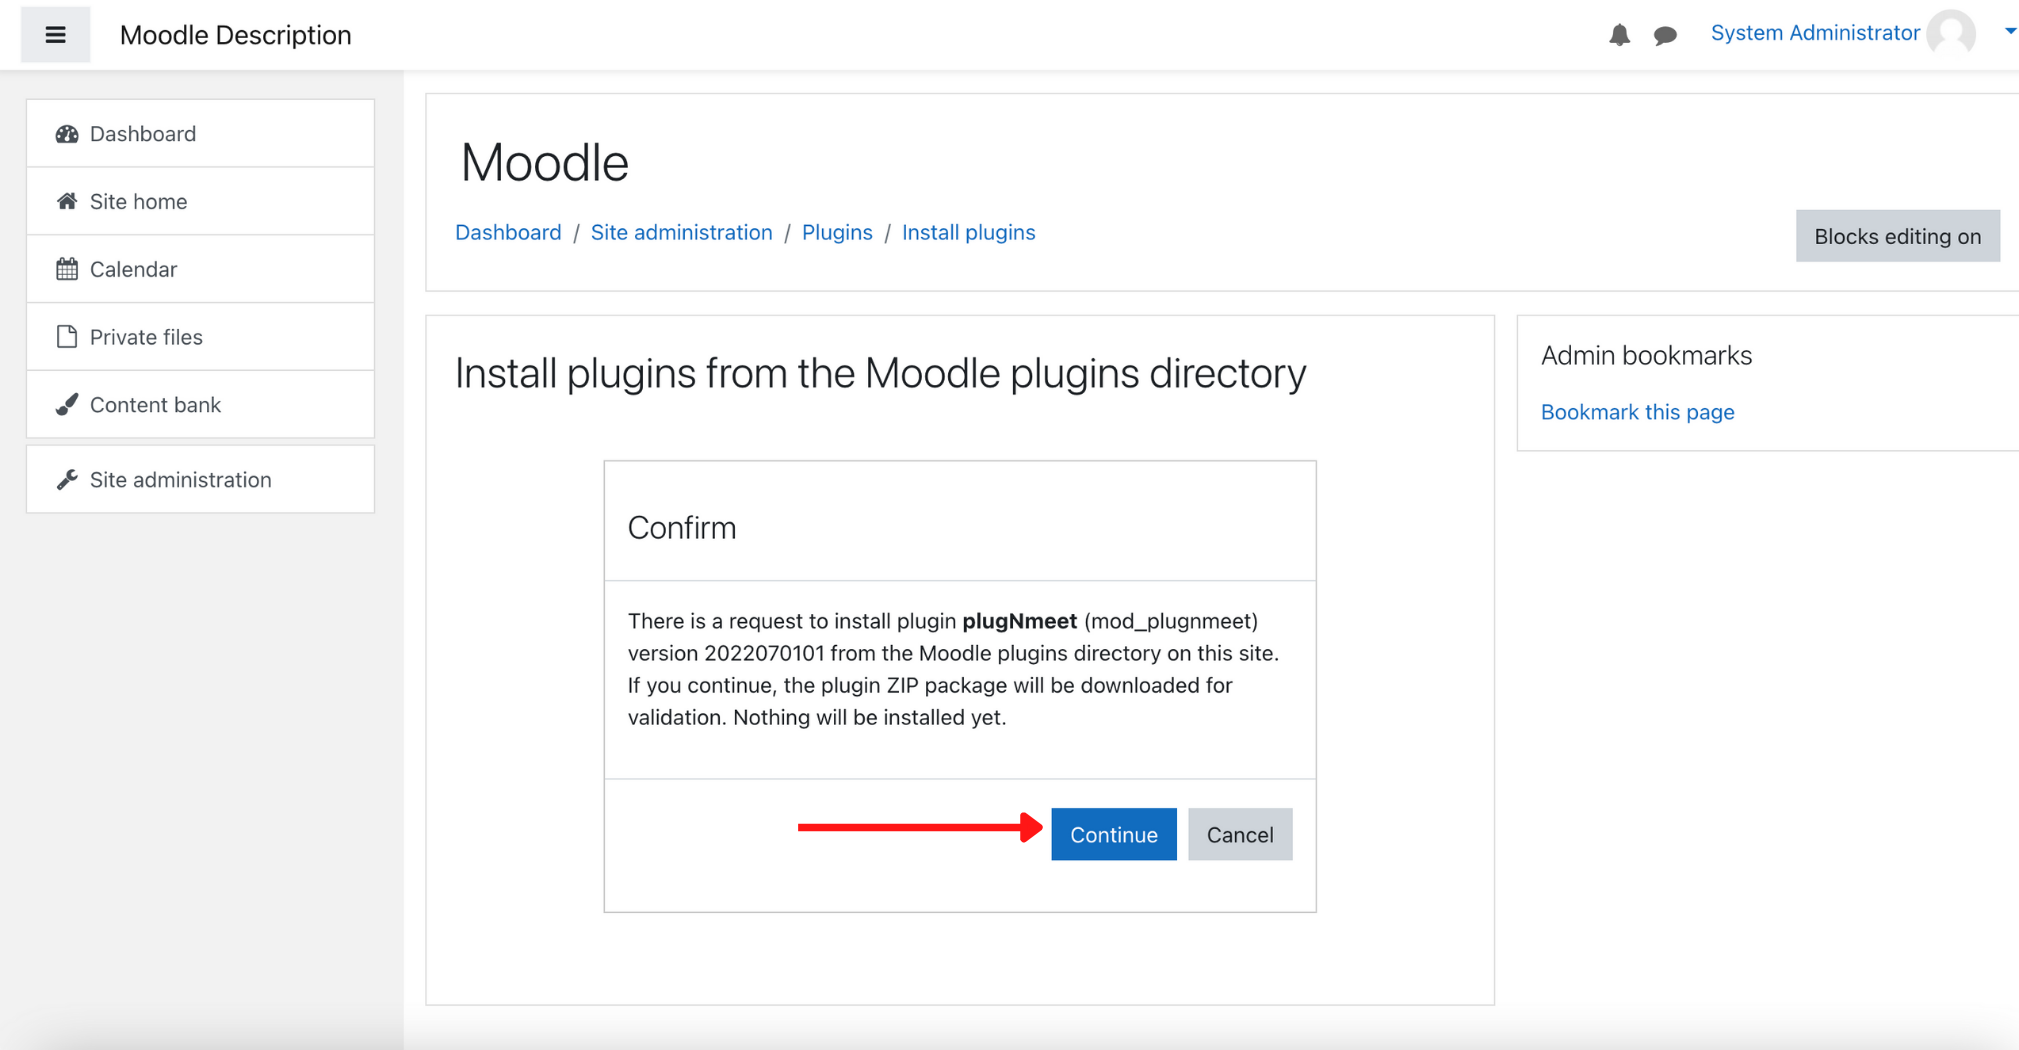 Moodle Description
System Administrator
Dashboard
Site home
Calendar
Private files
Content bank
Site administration
Moodle
Dashboard / Site administration / Plugins / Install plugins
Blocks editing on
Install plugins from the Moodle plugins directory
Confirm
There is a request to install plugin plugNmeet (mod_plugnmeet)
version 2022070101 from the Moodle plugins directory on this site.
If you continue, the plugin ZIP package will be downloaded for
validation. Nothing will be installed yet.
Continue
Cancel
Admin bookmarks
Bookmark this page